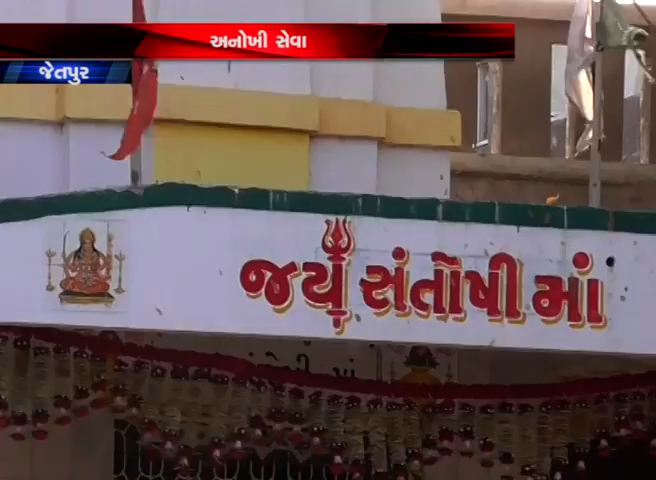 અનોખી સેવા
જેતપુર
જય સંતોષી માં
સંતોષી માં